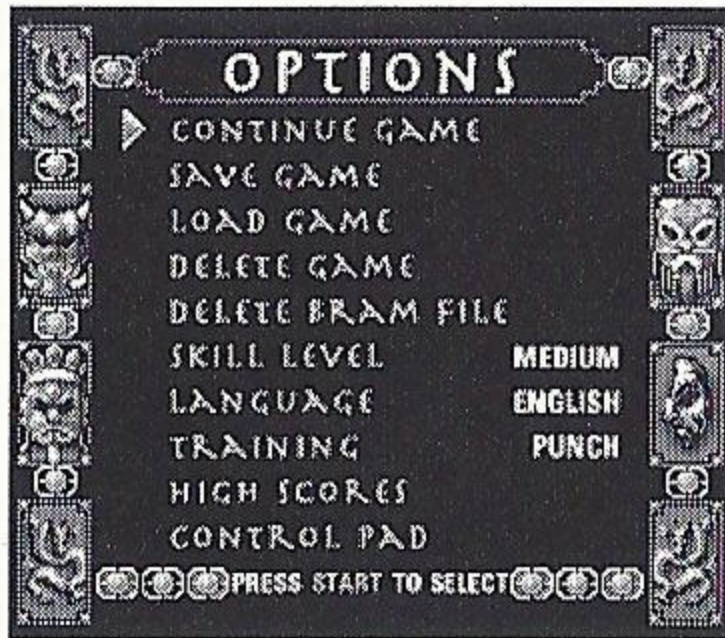 OPTIONS
CONTINUE GAME
SAVE GAME
LOAD GAME
DELETE GAME
DELETE BRAM FILE
SKILL LEVEL MEDIUM
LANGUAGE ENGLISH
TRAINING PUNCH
HIGH SCORES
CONTROL PAD
PRESS START TO SELECT